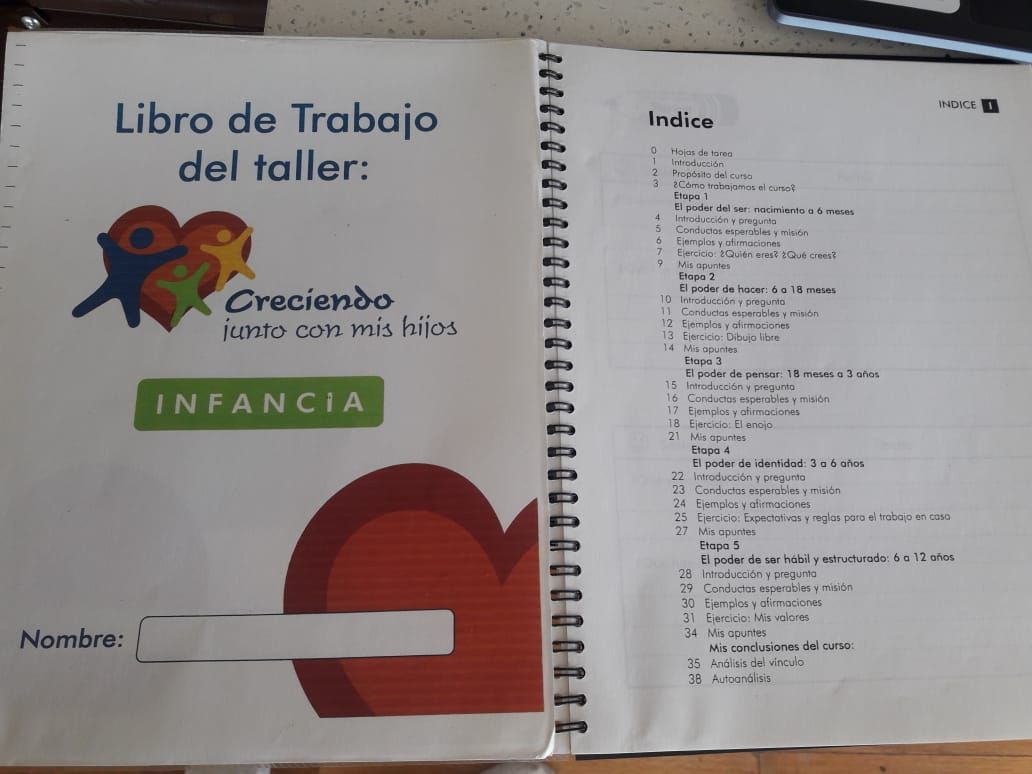 Libro de Trabajo
del taller:
Creciendo
junto con mis hijos
INFANCiA
Nombre:
INDICE 1
Indice
0 Hojas de tarea
1 Introducción
2 Propósito del curso
3 ¿Cómo trabajamos el curso?
Etapa 1
El poder del ser: nacimiento a 6 meses
4 Introducción y pregunta
5 Conductas esperables y misión
6 Ejemplos y afirmaciones
7 Ejercicio: ¿Quién eres? ¿Qué crees?
9 Mis apuntes
Etapa 2
El poder de hacer: 6 a 18 meses
10 Introducción y pregunta
11 Conductas esperables y misión
12 Ejemplos y afirmaciones
13 Ejercicio: Dibujo libre
14 Mis apuntes
Etapa 3
El poder de pensar: 18 meses a 3 años
15 Introducción y pregunta
16 Conductas esperables y misión
17 Ejemplos y afirmaciones
18 Ejercicio: El enojo
21 Mis apuntes
Etapa 4
El poder de identidad: 3 a 6 años
22 Introducción y pregunta
23 Conductas esperables y misión
24 Ejemplos y afirmaciones
25 Ejercicio: Expectativas y reglas para el trabajo en casa
27 Mis apuntes
Etapa 5
El poder de ser hábil y estructurado: 6 a 12 años
28 Introducción y pregunta
29 Conductas esperables y misión
30 Ejemplos y afirmaciones
31 Ejercicio: Mis valores
34 Mis apuntes
Mis conclusiones del curso:
35 Análisis del vínculo
38 Autoanálisis